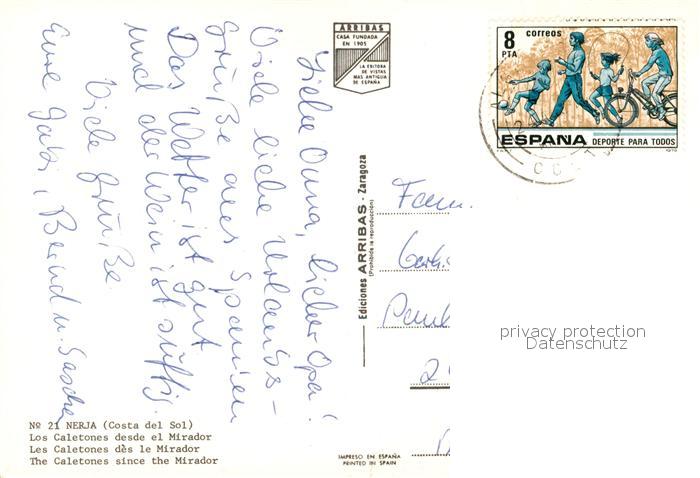 Liebe Oma, lieber Opa!
Viele liebe Urlaubs-
grüße aus Spanien
Das Wetter ist gut
und der Wein ist süffig.
Viele Grüße
Eure Gabi, Bernd u. Sascha
ARRIBAS
CASA FUNDADA
EN 1905
LA EDITORA
DE VISTAS
MAS ANTIGUA
DE ESPAÑA
Ediciones ARRIBAS - Zaragoza
(Prohibida la reproducción)
8
PTA
correos
ESPAÑA DEPORTE PARA TODOS
1979
Fam.
privacy protection
Datenschutz
Nº 21 NERJA (Costa del Sol)
Los Caletones desde el Mirador
Les Caletones dès le Mirador
The Caletones since the Mirador
IMPRESO EN ESPAÑA
PRINTED IN SPAIN